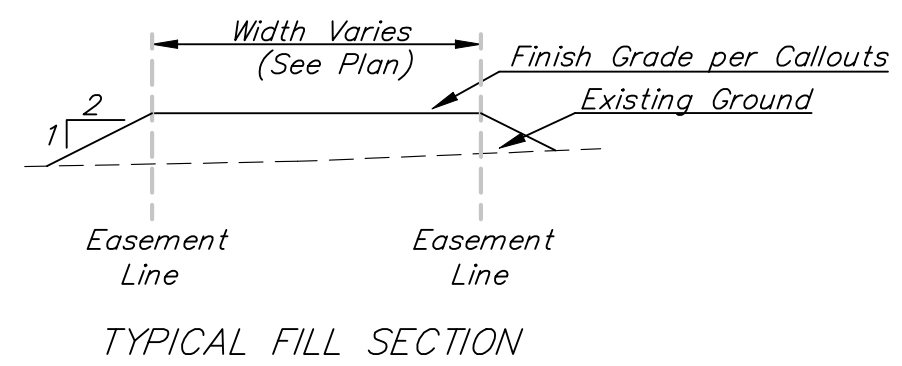 Width Varies
(See Plan)
Finish Grade per Callouts
Existing Ground
2
1
Easement
Line
Easement
Line
TYPICAL FILL SECTION